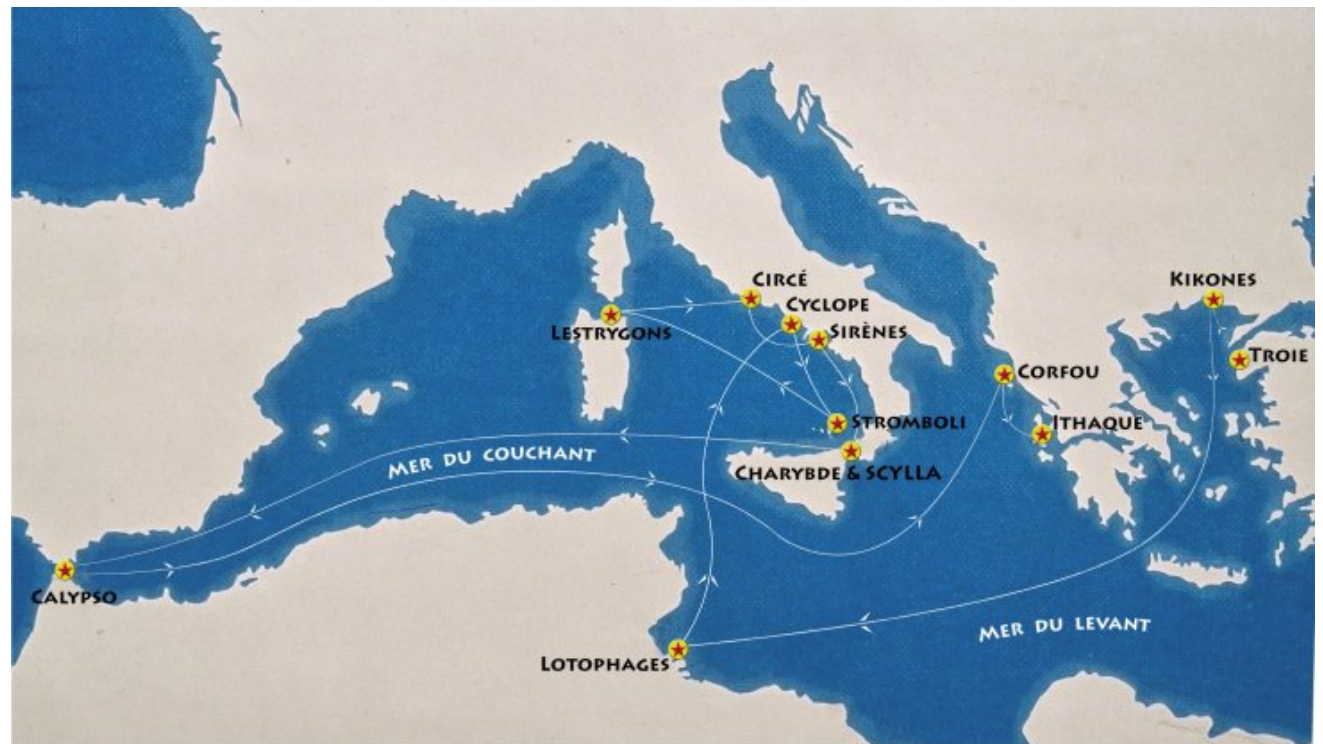 CIRCÉ
KIKONES
CYCLOPE
LESTRYGONS
SIRÈNES
TROIE
CORFOU
STROMBOLI
ITHAQUE
MER DU COUCHANT
CHARYBDE & SCYLLA
CALYPSO
MER DU LEVANT
LOTOPHAGES